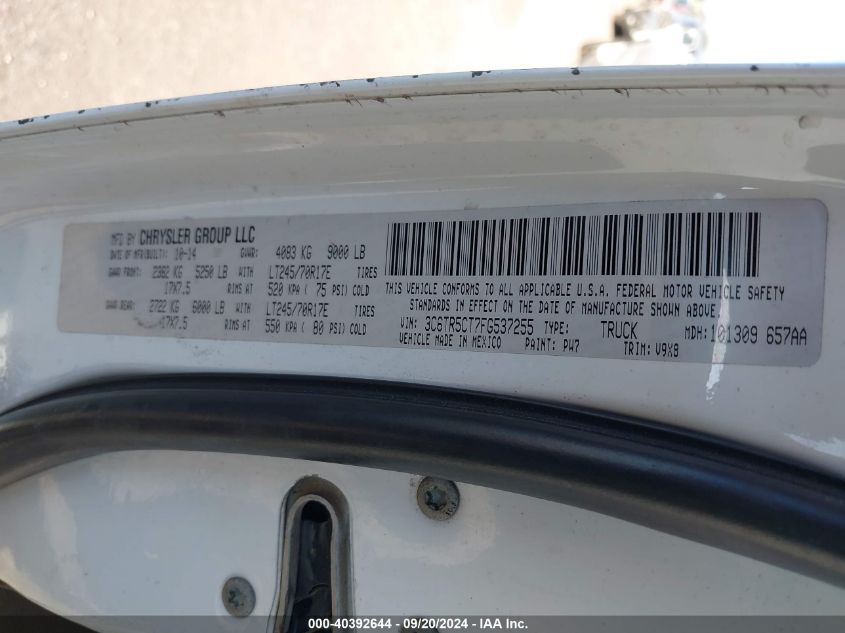 MFD BY CHRYSLER GROUP LLC
DATE OF MFR(BUILT): 10-14 GVWR: 4083 KG 9000 LB
GAWR FRONT: 2382 KG 5250 LB WITH LT245/70R17E TIRES
17X7.5 RIMS AT 520 KPA ( 75 PSI) COLD
GAWR REAR: 2722 KG 6000 LB WITH LT245/70R17E TIRES
17X7.5 RIMS AT 550 KPA ( 80 PSI) COLD
THIS VEHICLE CONFORMS TO ALL APPLICABLE U.S.A. FEDERAL MOTOR VEHICLE SAFETY
STANDARDS IN EFFECT ON THE DATE OF MANUFACTURE SHOWN ABOVE.
VIN: 3C6TR5CT7FG537255 TYPE: TRUCK MDH: 101309 657AA
VEHICLE MADE IN MEXICO PAINT: PW7 TRIM: V9X8
000-40392644 - 09/20/2024 - IAA Inc.